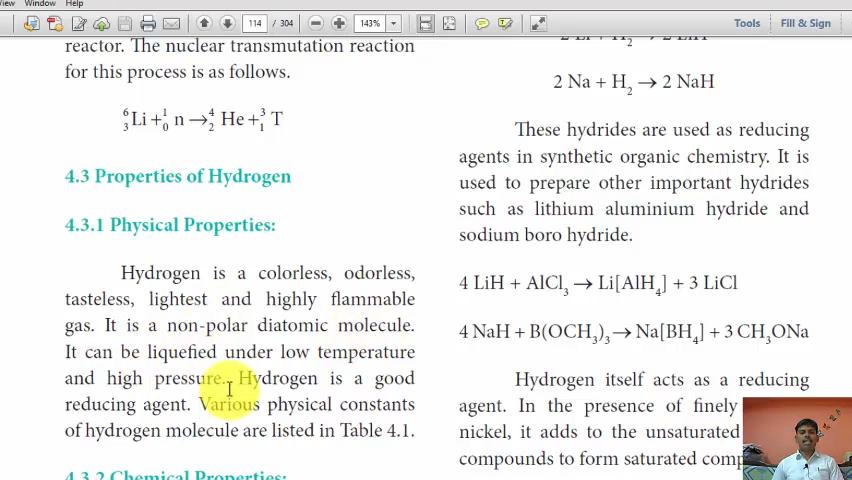 View Window Help
114 / 304
143%
Tools Fill & Sign
reactor. The nuclear transmutation reaction
for this process is as follows.
⁶₃Li + ¹₀n → ⁴₂He + ³₁T
4.3 Properties of Hydrogen
4.3.1 Physical Properties:
Hydrogen is a colorless, odorless,
tasteless, lightest and highly flammable
gas. It is a non-polar diatomic molecule.
It can be liquefied under low temperature
and high pressure. Hydrogen is a good
reducing agent. Various physical constants
of hydrogen molecule are listed in Table 4.1.
4.3.2 Chemical Properties:
2 Li + H₂ → 2 LiH
2 Na + H₂ → 2 NaH
These hydrides are used as reducing
agents in synthetic organic chemistry. It is
used to prepare other important hydrides
such as lithium aluminium hydride and
sodium boro hydride.
4 LiH + AlCl₃ → Li[AlH₄] + 3 LiCl
4 NaH + B(OCH₃)₃ → Na[BH₄] + 3 CH₃ONa
Hydrogen itself acts as a reducing
agent. In the presence of finely
nickel, it adds to the unsaturated
compounds to form saturated comp